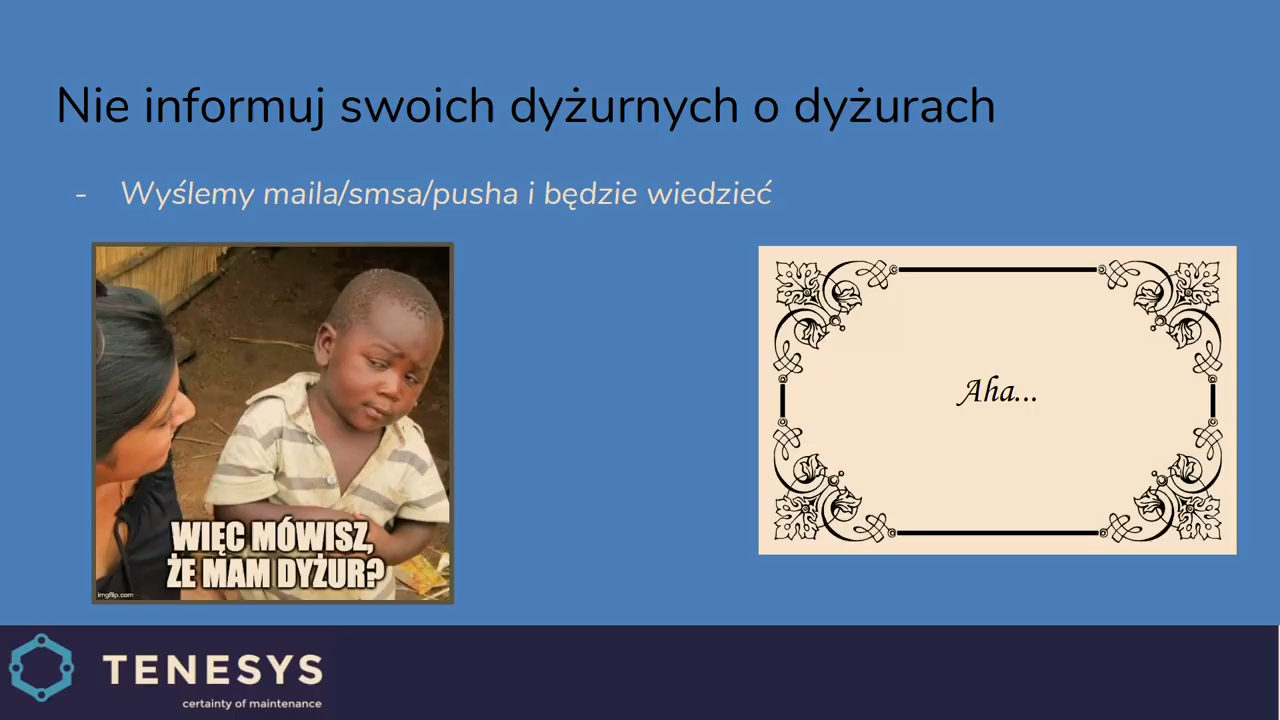 Nie informuj swoich dyżurnych o dyżurach
- Wyślemy maila/smsa/pusha i będzie wiedzieć
WIĘC MÓWISZ,
ŻE MAM DYŻUR?
imgflip.com
Aha...
TENESYS
certainty of maintenance